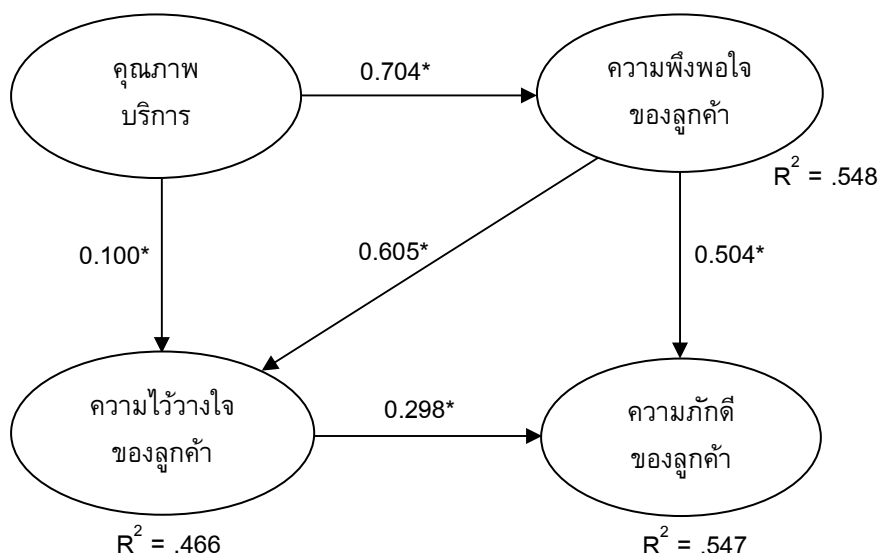 คุณภาพ
บริการ
0.704*
ความพึงพอใจ
ของลูกค้า
R² = .548
0.100*
0.605*
0.504*
ความไว้วางใจ
ของลูกค้า
R² = .466
0.298*
ความภักดี
ของลูกค้า
R² = .547